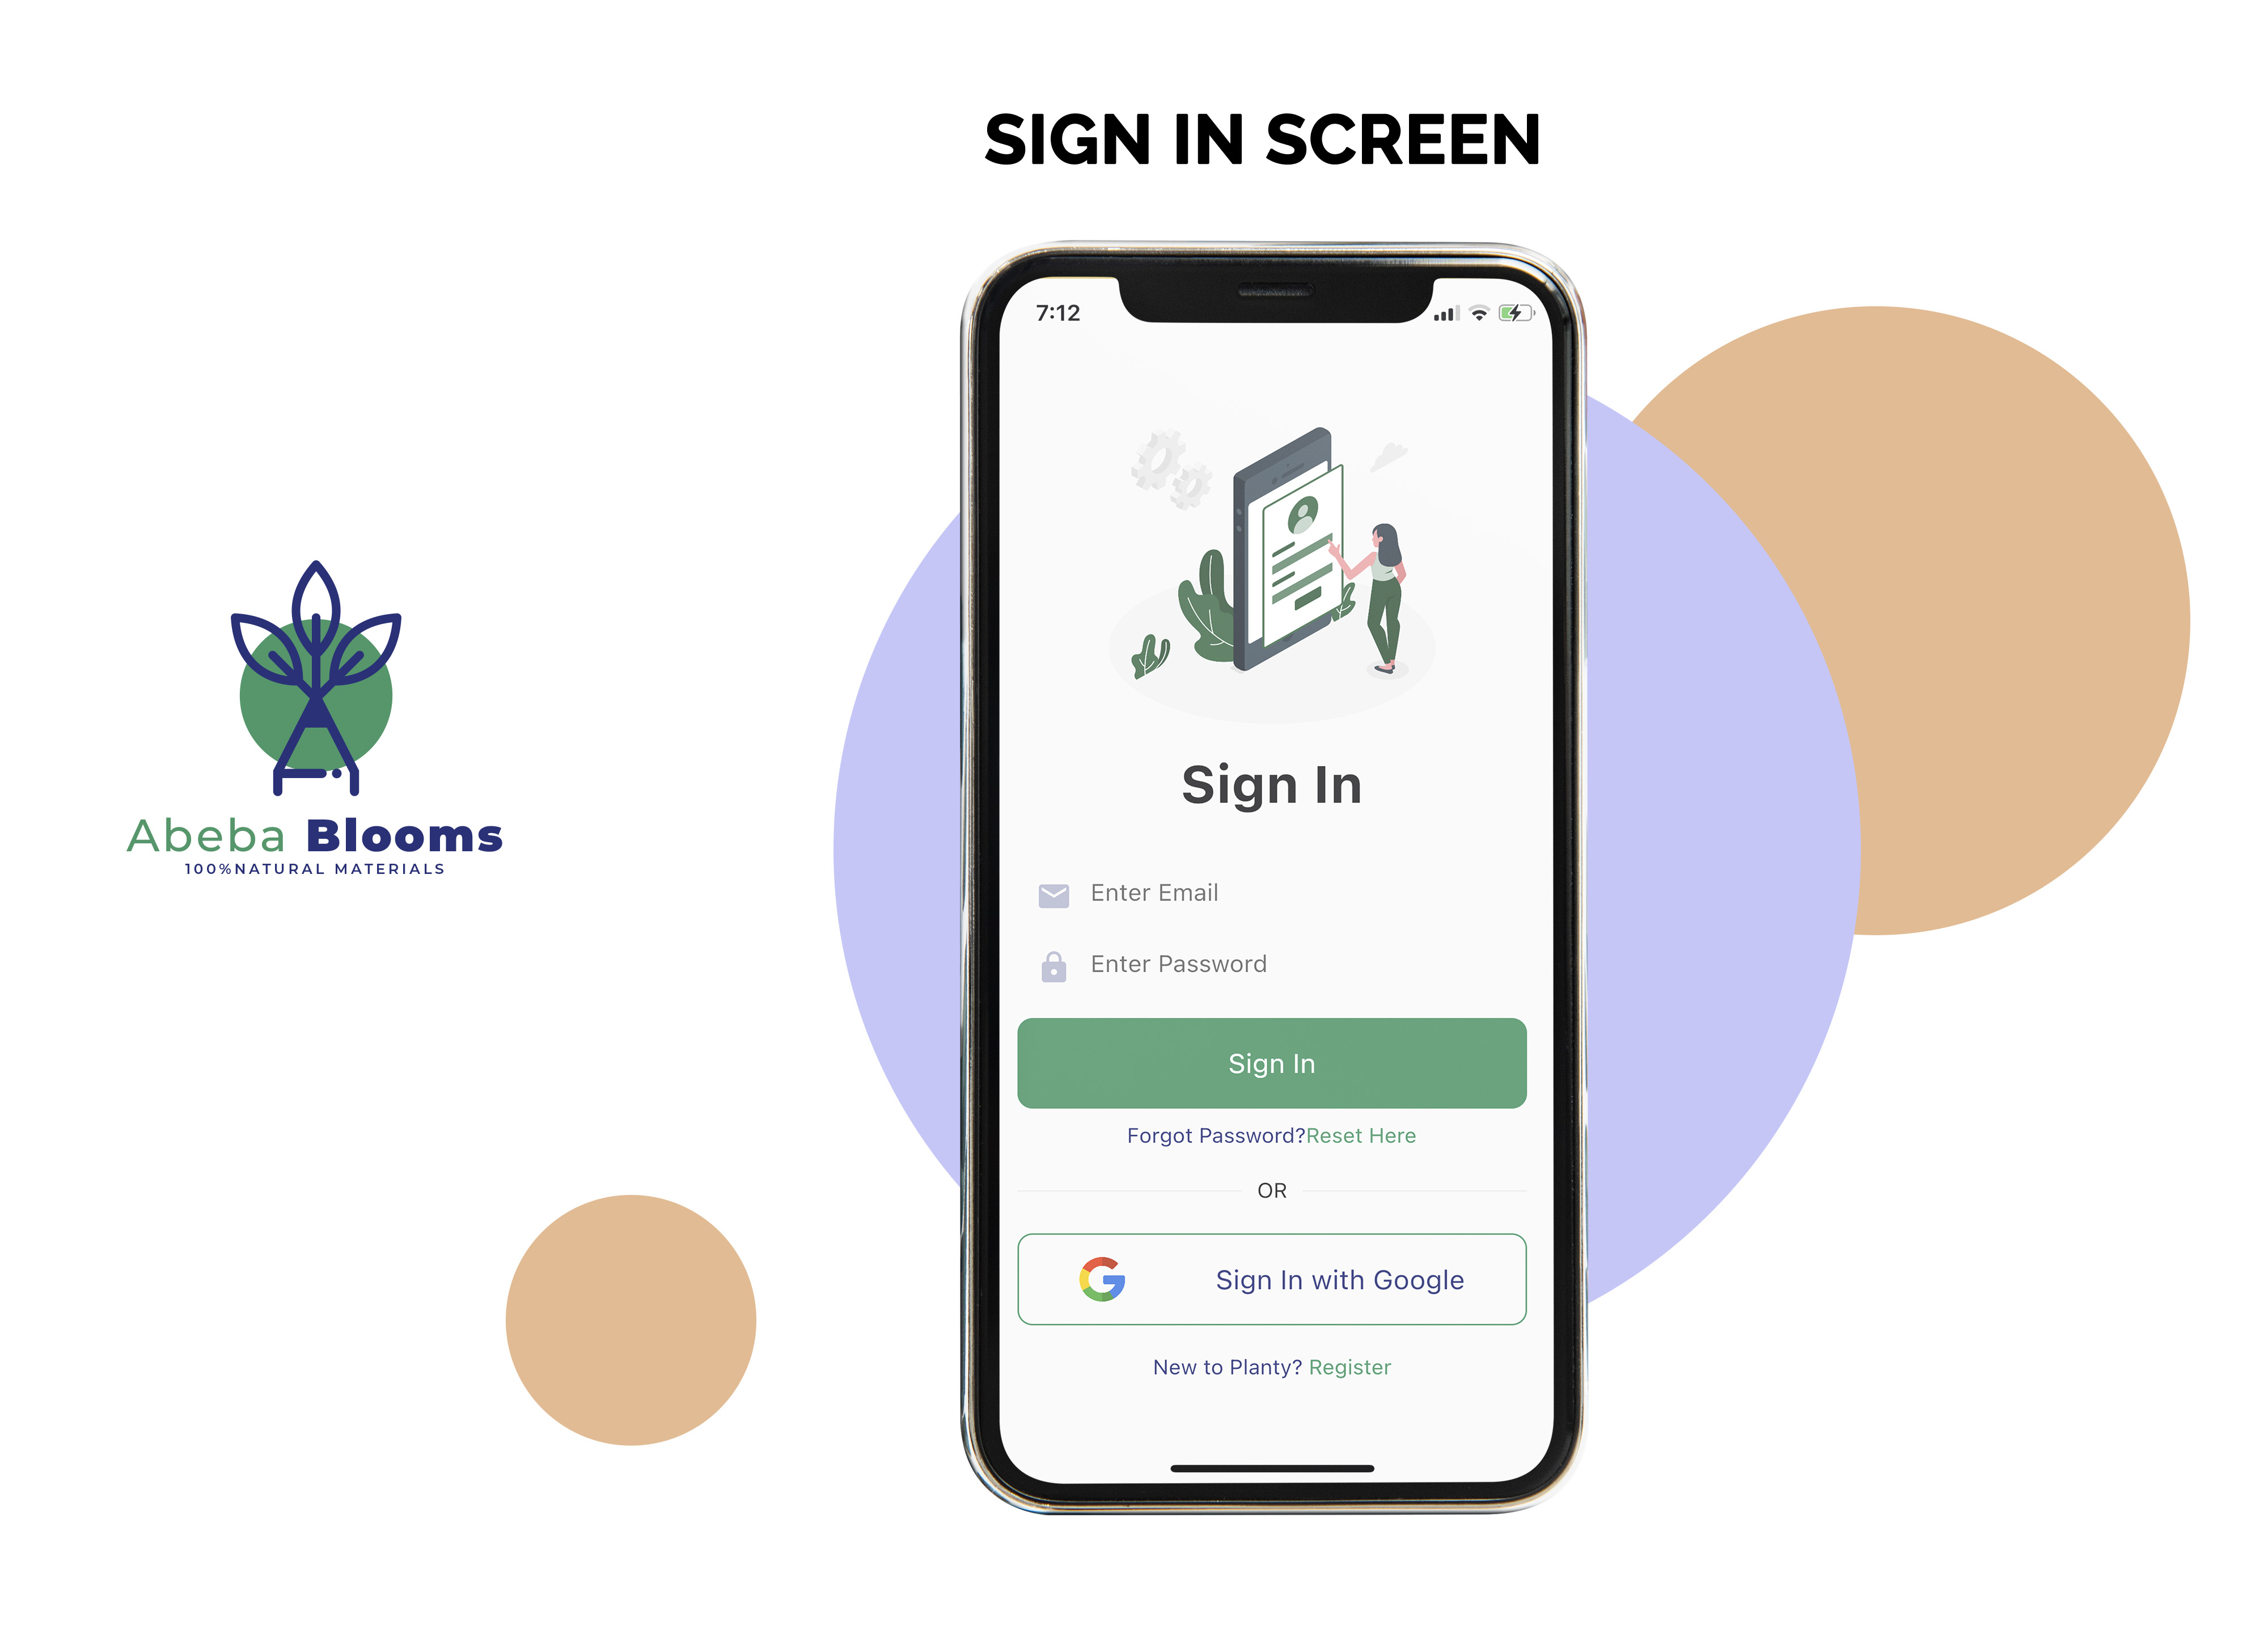 SIGN IN SCREEN
7:12
Abeba Blooms
100%NATURAL MATERIALS
Sign In
Enter Email
Enter Password
Sign In
Forgot Password?Reset Here
OR
Sign In with Google
New to Planty? Register